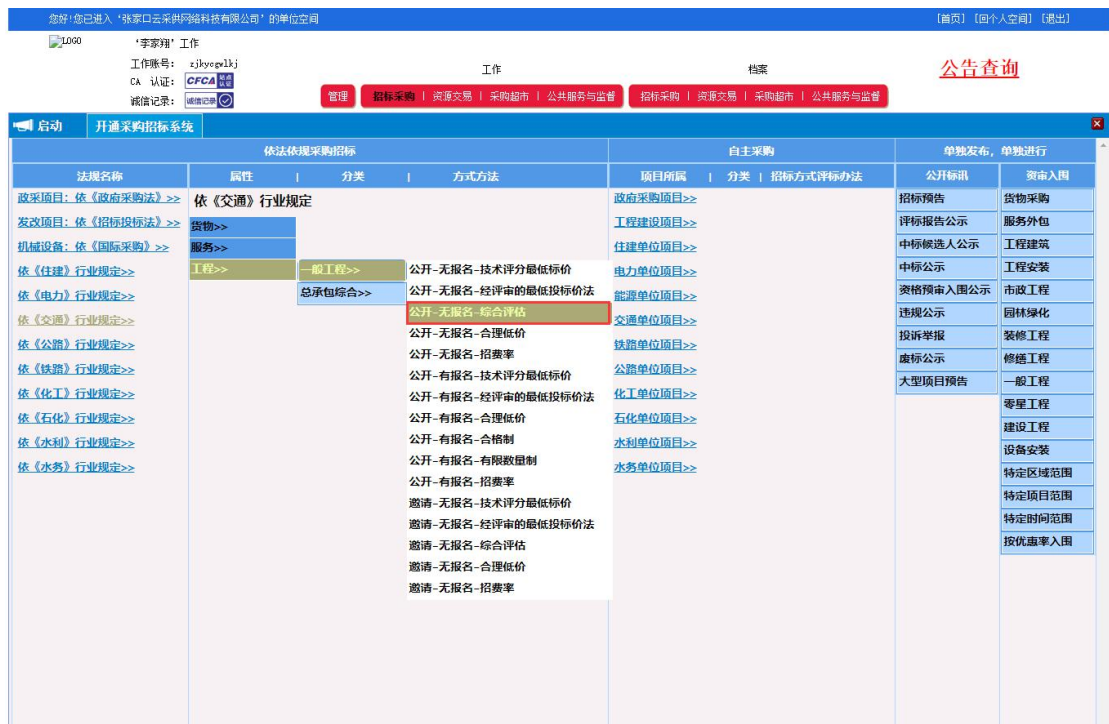 您好!您已进入‘张家口云采供网络科技有限公司’的单位空间
[首页] [回个人空间] [退出]
LOGO
‘李家翔’工作
工作账号： zjkycgwlkj
CA 认证： CFCA 站点认证
诚信记录： 诚信记录
工作
档案
公告查询
管理
招标采购 | 资源交易 | 采购超市 | 公共服务与监督
招标采购 | 资源交易 | 采购超市 | 公共服务与监督
启动 开通采购招标系统
依法依规采购招标
自主采购
单独发布，单独进行
法规名称
属性 | 分类 | 方式方法
项目所属 | 分类 | 招标方式评标办法
公开标讯
资审入围
政采项目：依《政府采购法》>>
发改项目：依《招标投标法》>>
机械设备：依《国际采购》>>
依《住建》行业规定>>
依《电力》行业规定>>
依《交通》行业规定>>
依《公路》行业规定>>
依《铁路》行业规定>>
依《化工》行业规定>>
依《石化》行业规定>>
依《水利》行业规定>>
依《水务》行业规定>>
依《交通》行业规定
货物>>
服务>>
工程>>
一般工程>>
总承包综合>>
公开-无报名-技术评分最低标价
公开-无报名-经评审的最低投标价法
公开-无报名-综合评估
公开-无报名-合理低价
公开-无报名-招费率
公开-有报名-技术评分最低标价
公开-有报名-经评审的最低投标价法
公开-有报名-合理低价
公开-有报名-合格制
公开-有报名-有限数量制
公开-有报名-招费率
邀请-无报名-技术评分最低标价
邀请-无报名-经评审的最低投标价法
邀请-无报名-综合评估
邀请-无报名-合理低价
邀请-无报名-招费率
政府采购项目>>
工程建设项目>>
住建单位项目>>
电力单位项目>>
能源单位项目>>
交通单位项目>>
铁路单位项目>>
公路单位项目>>
化工单位项目>>
石化单位项目>>
水利单位项目>>
水务单位项目>>
招标预告
评标报告公示
中标候选人公示
中标公示
资格预审入围公示
违规公示
投诉举报
废标公示
大型项目预告
货物采购
服务外包
工程建筑
工程安装
市政工程
园林绿化
装修工程
修缮工程
一般工程
零星工程
建设工程
设备安装
特定区域范围
特定项目范围
特定时间范围
按优惠率入围